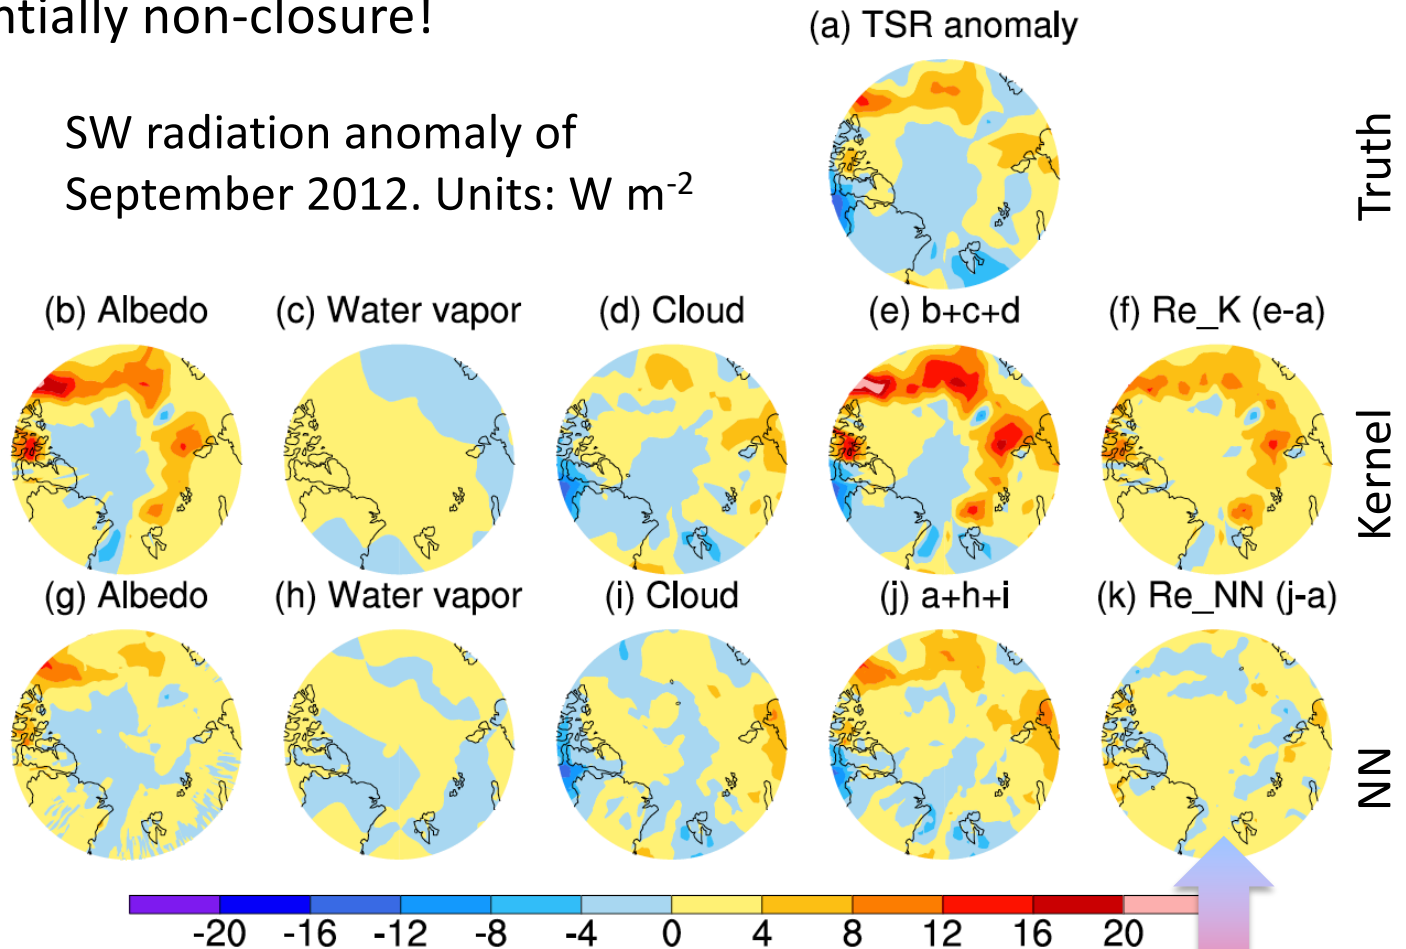 ntially non-closure!
(a) TSR anomaly
SW radiation anomaly of
September 2012. Units: W m-2
Truth
(b) Albedo (c) Water vapor (d) Cloud (e) b+c+d (f) Re_K (e-a)
Kernel
(g) Albedo (h) Water vapor (i) Cloud (j) a+h+i (k) Re_NN (j-a)
NN
-20 -16 -12 -8 -4 0 4 8 12 16 20